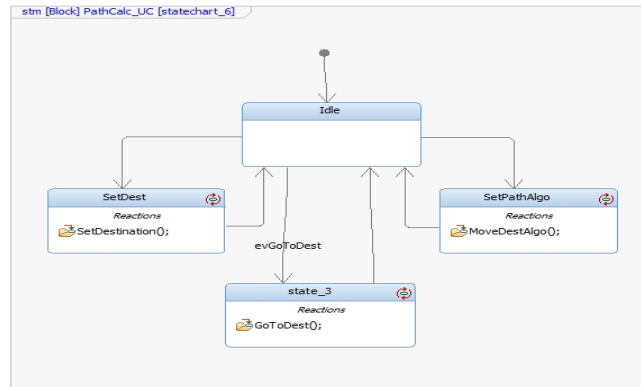 stm [Block] PathCalc_UC [statechart_6]
Idle
SetDest
Reactions
SetDestination();
SetPathAlgo
Reactions
MoveDestAlgo();
evGoToDest
state_3
Reactions
GoToDest();